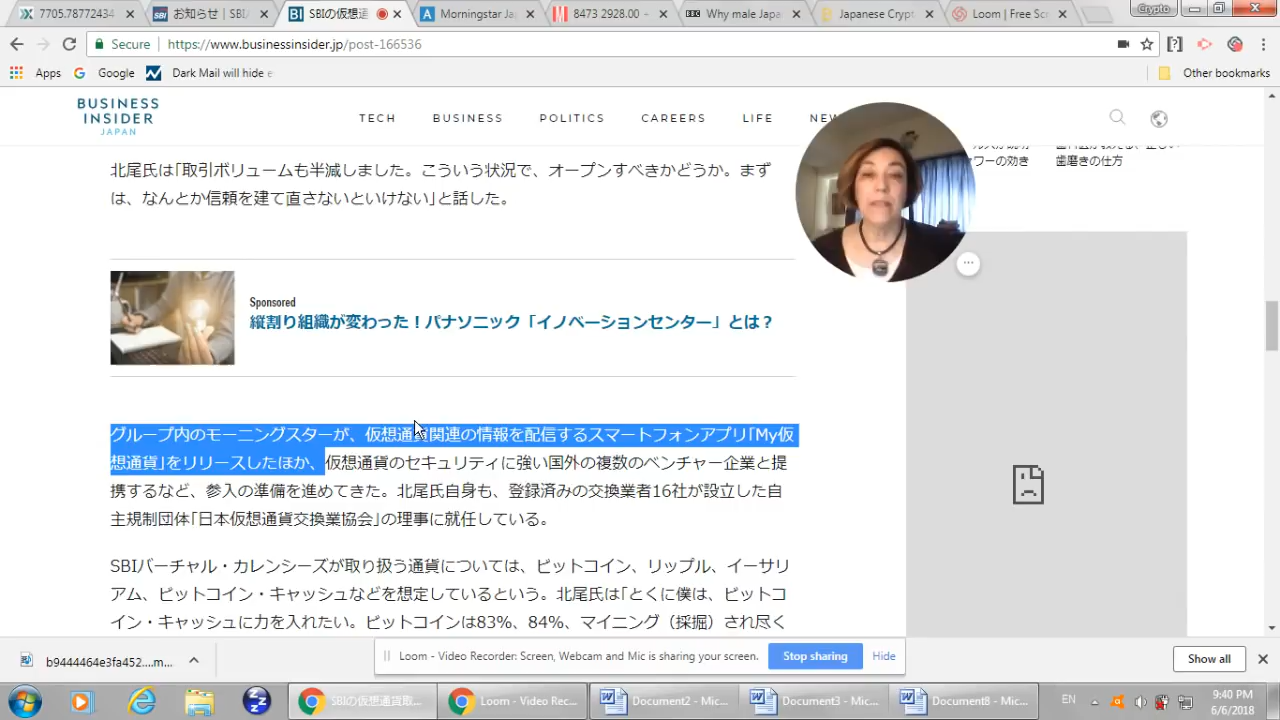 7705.78772434
お知らせ｜SBI
SBIの仮想通
Morningstar Ja
8473.2928.00 -
Why male Japa
Japanese Crypt
Loom | Free Scr
Crypto
Secure
https://www.businessinsider.jp/post-166536
Apps
Google
Dark Mail will hide e
Other bookmarks
BUSINESS
INSIDER
JAPAN
TECH
BUSINESS
POLITICS
CAREERS
LIFE
NEW
ワーの効き
歯磨きの仕方
北尾氏は「取引ボリュームも半減しました。こういう状況で、オープンすべきかどうか。まず
は、なんとか信頼を建て直さないといけない」と話した。
Sponsored
縦割り組織が変わった！パナソニック「イノベーションセンター」とは？
グループ内のモーニングスターが、仮想通貨関連の情報を配信するスマートフォンアプリ「My仮
想通貨」をリリースしたほか、仮想通貨のセキュリティに強い国外の複数のベンチャー企業と提
携するなど、参入の準備を進めてきた。北尾氏自身も、登録済みの交換業者16社が設立した自
主規制団体「日本仮想通貨交換業協会」の理事に就任している。
SBIバーチャル・カレンシーズが取り扱う通貨については、ビットコイン、リップル、イーサリ
アム、ビットコイン・キャッシュなどを想定しているという。北尾氏は「とくに僕は、ビットコ
イン・キャッシュに力を入れたい。ビットコインは83%、84%、マイニング（採掘）され尽く
Loom - Video Recorder: Screen, Webcam and Mic is sharing your screen.
Stop sharing
Hide
b9444464e3fa452....m...
Show all
SBIの仮想通貨取...
Loom - Video Rec...
Document2 - Mic...
Document3 - Mic...
Document8 - Mic...
EN
9:40 PM
6/6/2018